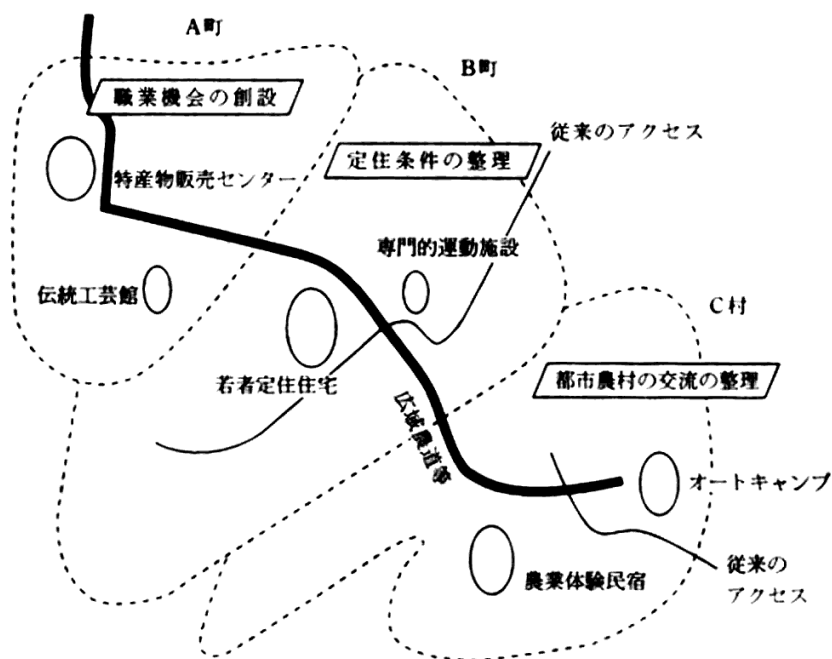 A町
B町
職業機会の創設
従来のアクセス
定住条件の整理
特産物販売センター
専門的運動施設
伝統工芸館
C村
若者定住住宅
都市農村の交流の整理
広域農道等
オートキャンプ
農業体験民宿
従来の
アクセス